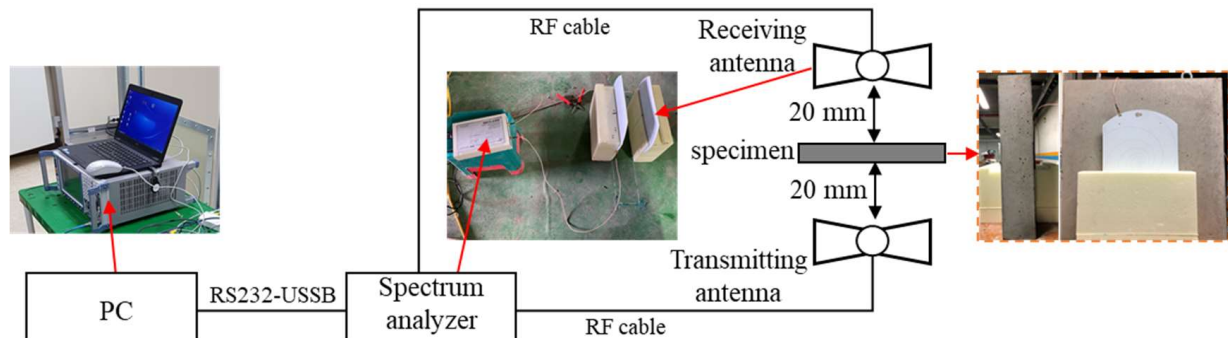 RF cable
Receiving
antenna
20 mm
specimen
20 mm
Transmitting
antenna
PC
RS232-USSB
Spectrum
analyzer
RF cable